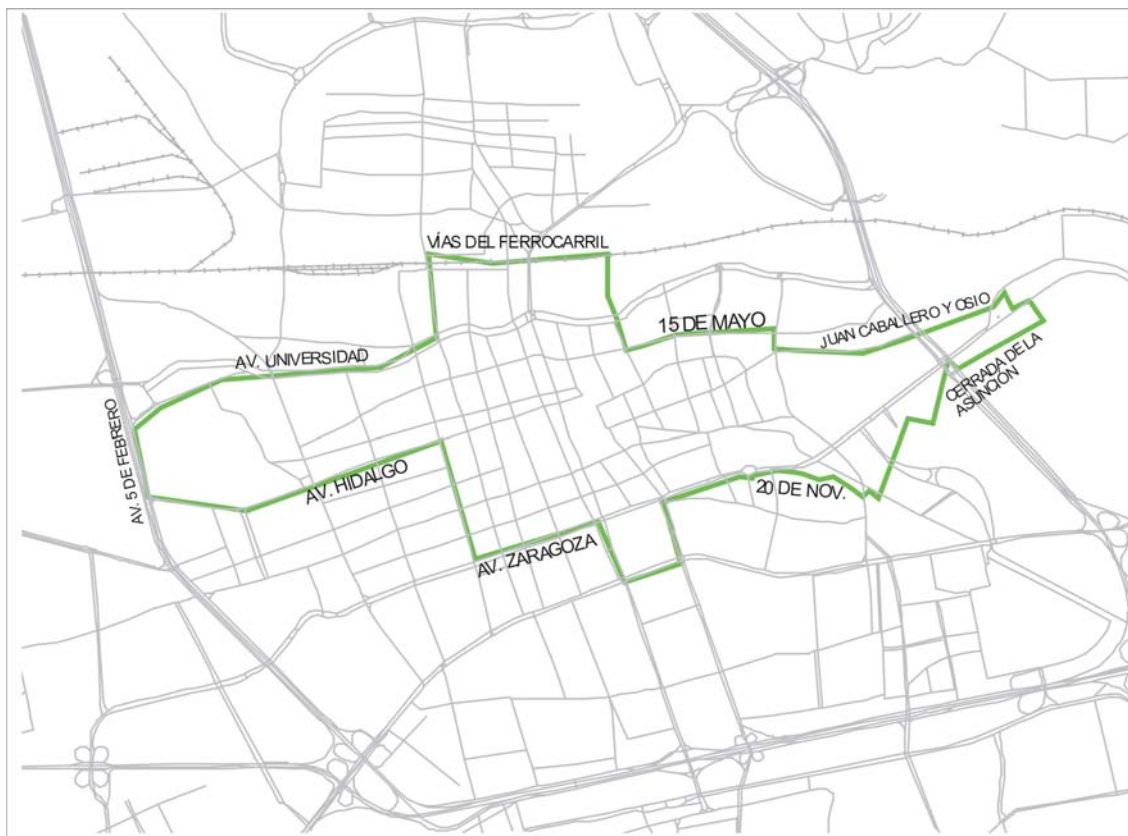 VÍAS DEL FERROCARRIL
15 DE MAYO
JUAN CABALLERO Y OSIO
AV. UNIVERSIDAD
CERRADA DE LA
ASUNCIÓN
AV. 5 DE FEBRERO
AV. HIDALGO
20 DE NOV.
AV. ZARAGOZA